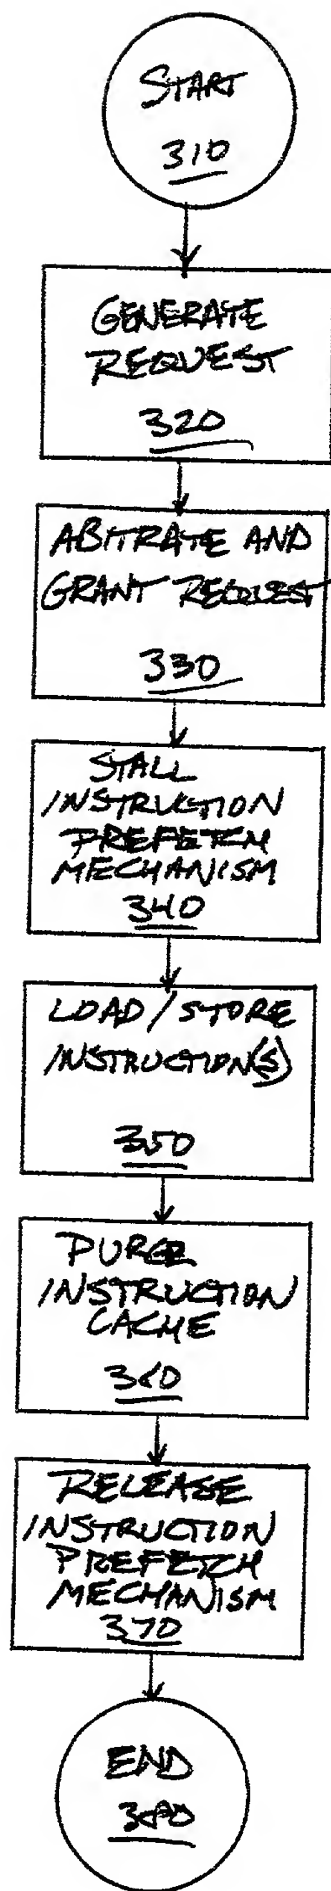 START
310
GENERATE
REQUEST
320
ABITRATE AND
GRANT REQUEST
330
STALL
INSTRUCTION
PREFETCH
MECHANISM
340
LOAD/STORE
INSTRUCTION(S)
350
PURGE
INSTRUCTION
CACHE
360
RELEASE
INSTRUCTION
PREFETCH
MECHANISM
370
END
380